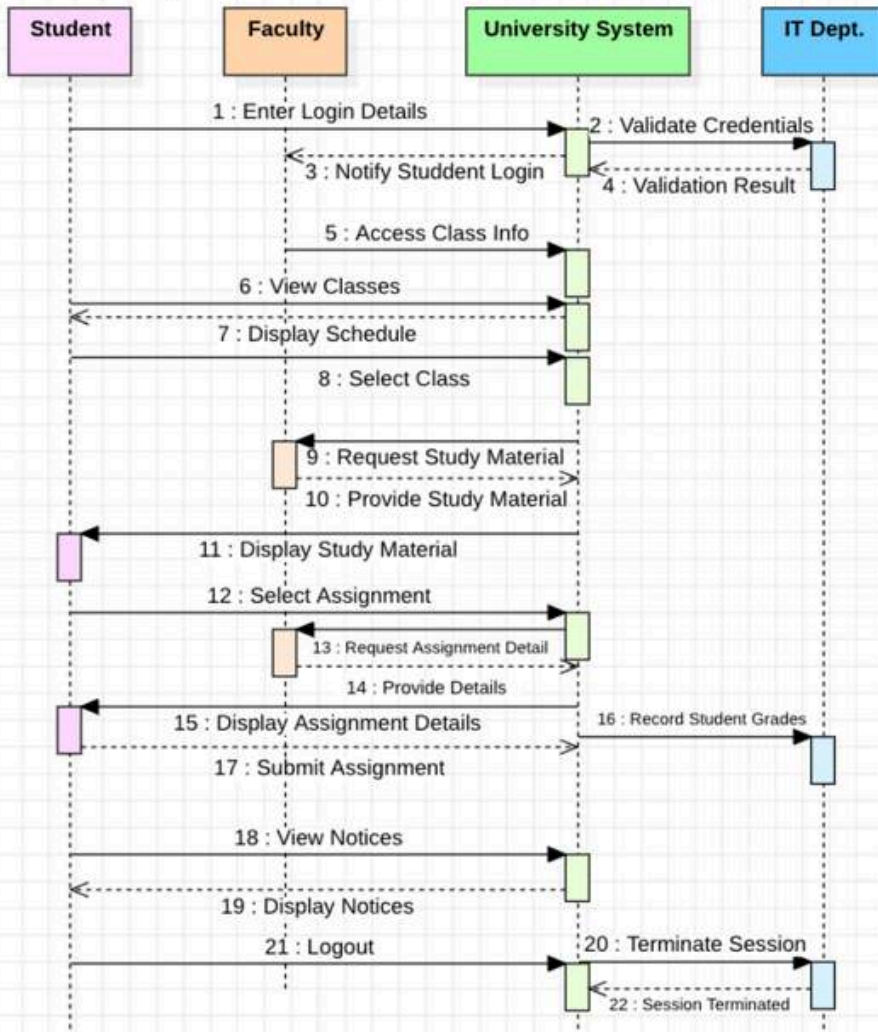 Student
Faculty
University System
IT Dept.
1 : Enter Login Details
2 : Validate Credentials
3 : Notify Studdent Login
4 : Validation Result
5 : Access Class Info
6 : View Classes
7 : Display Schedule
8 : Select Class
9 : Request Study Material
10 : Provide Study Material
11 : Display Study Material
12 : Select Assignment
13 : Request Assignment Detail
14 : Provide Details
15 : Display Assignment Details
16 : Record Student Grades
17 : Submit Assignment
18 : View Notices
19 : Display Notices
21 : Logout
20 : Terminate Session
22 : Session Terminated